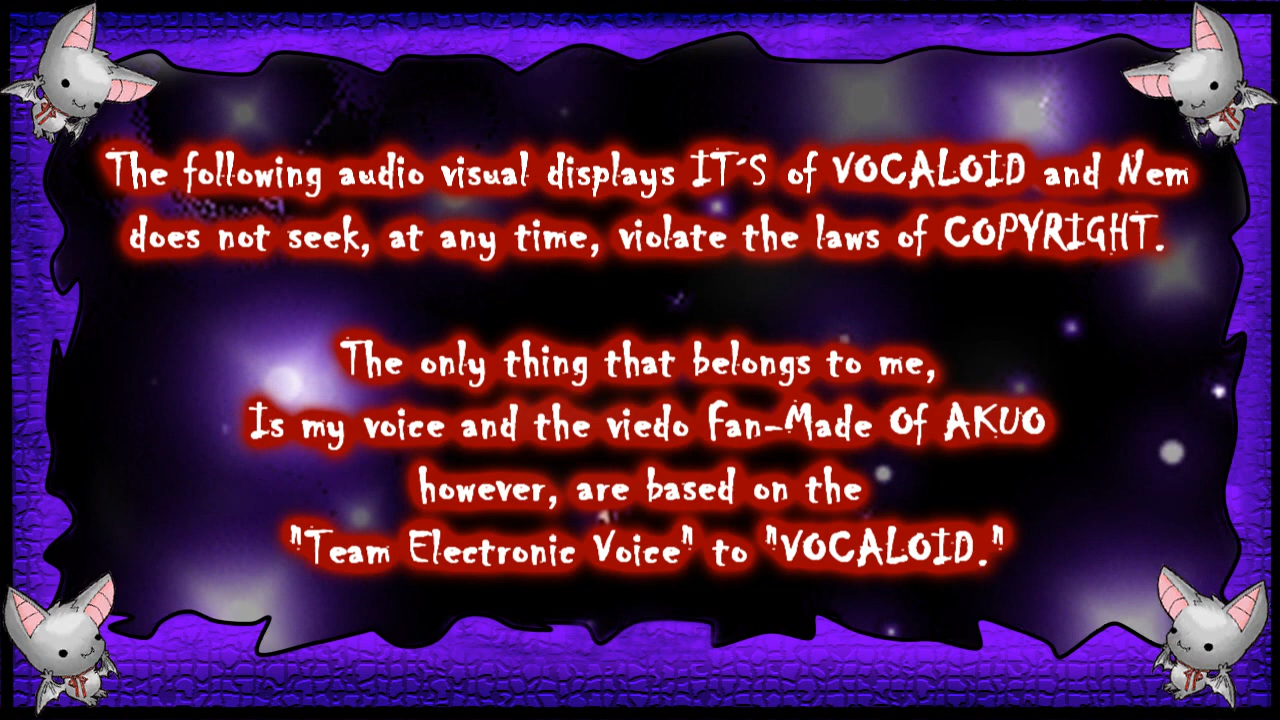 The following audio visual displays IT´S of VOCALOID and Nem
does not seek, at any time, violate the laws of COPYRIGHT.
The only thing that belongs to me,
Is my voice and the viedo Fan-Made Of AKUO
however, are based on the
"Team Electronic Voice" to "VOCALOID."